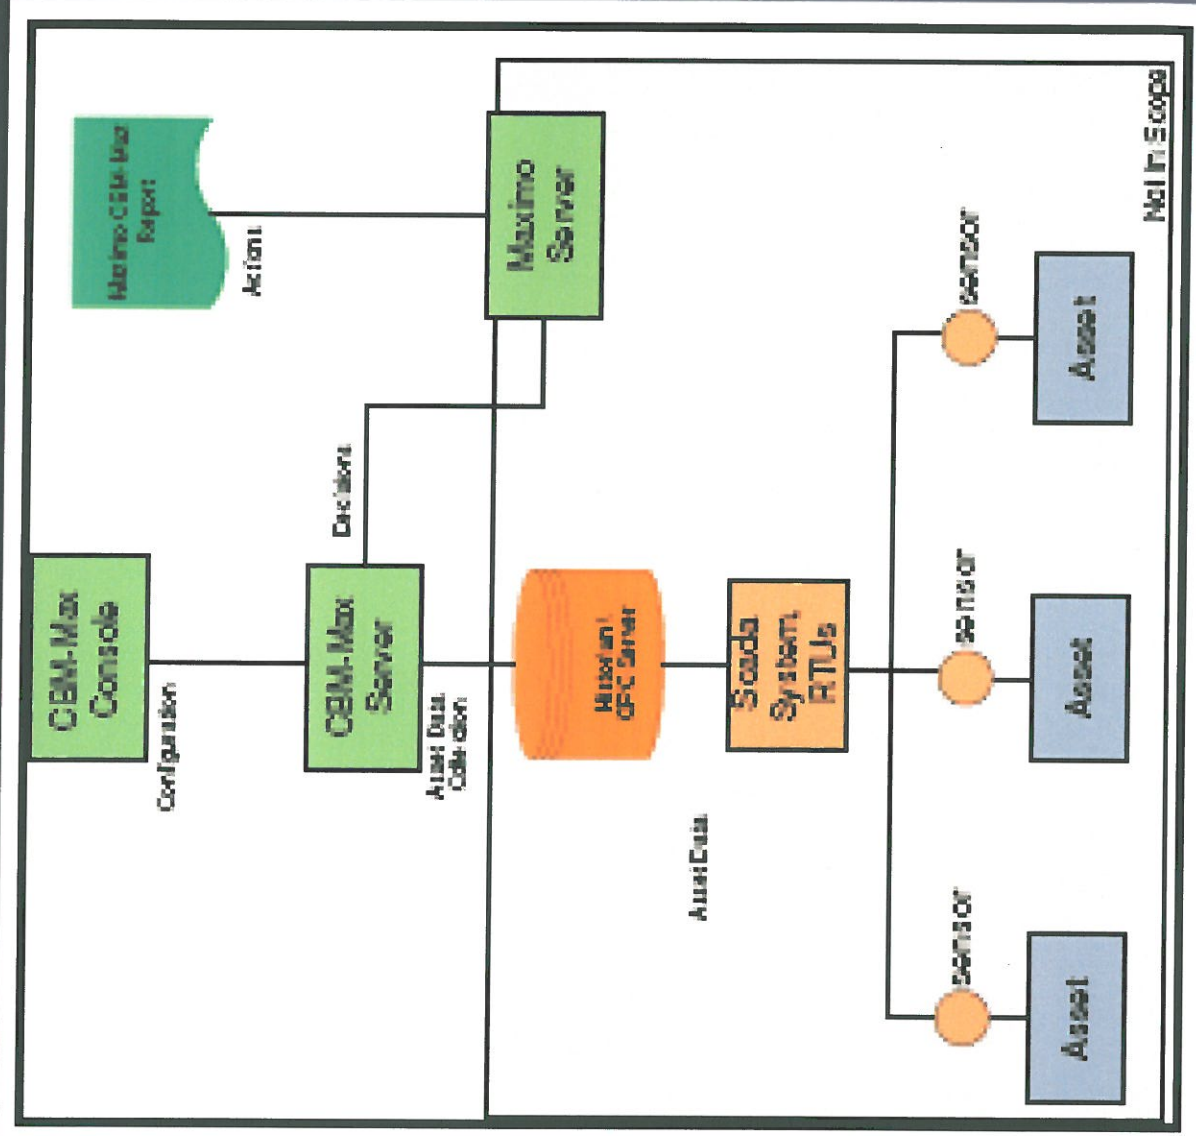 CBM-Max
Console
Configuration
CBM-Max
Server
Asset Data
Collection
Decisions
Maximo CBM-Max
Report
Actions
Maximo
Server
Historian \
OPC Server
Asset Data
Scada
System,
RTUs
sensor
sensor
sensor
Asset
Asset
Asset
Not In Scope